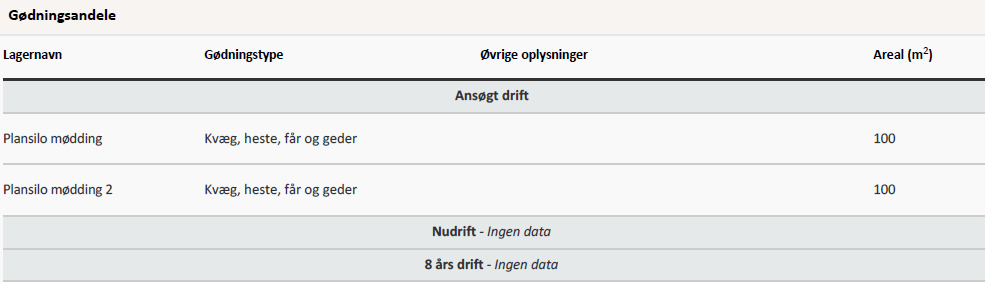 Gødningsandele
Lagernavn Gødningstype Øvrige oplysninger Areal (m²)
Ansøgt drift
Plansilo mødding Kvæg, heste, får og geder 100
Plansilo mødding 2 Kvæg, heste, får og geder 100
Nudrift - Ingen data
8 års drift - Ingen data